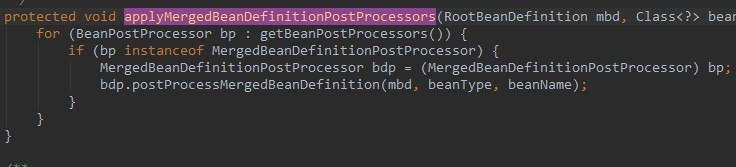 protected void applyMergedBeanDefinitionPostProcessors(RootBeanDefinition mbd, Class<?> bean
for (BeanPostProcessor bp : getBeanPostProcessors()) {
if (bp instanceof MergedBeanDefinitionPostProcessor) {
MergedBeanDefinitionPostProcessor bdp = (MergedBeanDefinitionPostProcessor) bp;
bdp.postProcessMergedBeanDefinition(mbd, beanType, beanName);
}
}
}
/**